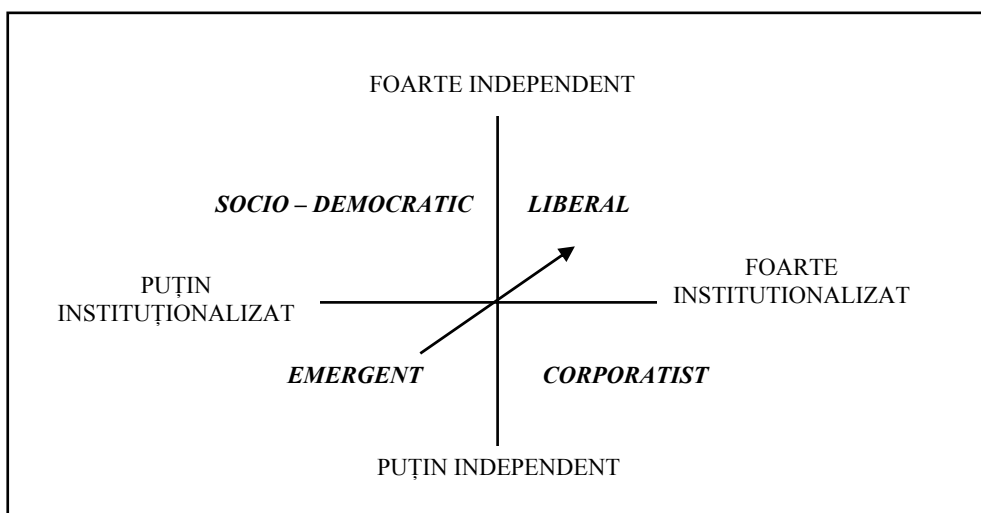 FOARTE INDEPENDENT
SOCIO – DEMOCRATIC
LIBERAL
PUȚIN
INSTITUȚIONALIZAT
FOARTE
INSTITUTIONALIZAT
EMERGENT
CORPORATIST
PUȚIN INDEPENDENT